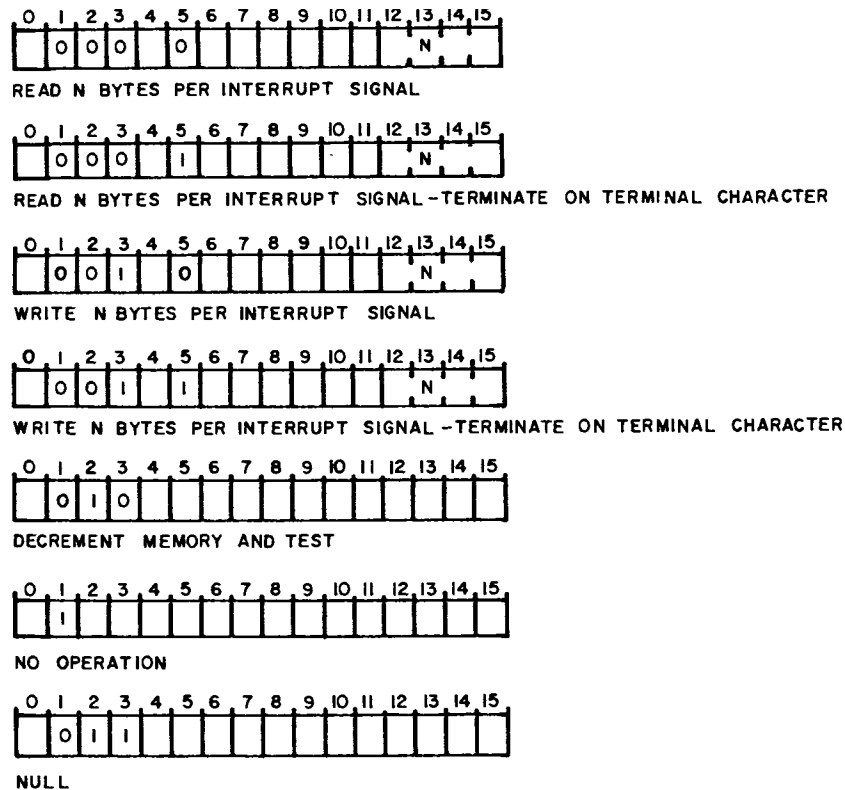 0 1 2 3 4 5 6 7 8 9 10 11 12 13 14 15
0 0 0 0 N
READ N BYTES PER INTERRUPT SIGNAL
0 1 2 3 4 5 6 7 8 9 10 11 12 13 14 15
0 0 0 1 N
READ N BYTES PER INTERRUPT SIGNAL-TERMINATE ON TERMINAL CHARACTER
0 1 2 3 4 5 6 7 8 9 10 11 12 13 14 15
0 0 1 0 N
WRITE N BYTES PER INTERRUPT SIGNAL
0 1 2 3 4 5 6 7 8 9 10 11 12 13 14 15
0 0 1 1 N
WRITE N BYTES PER INTERRUPT SIGNAL-TERMINATE ON TERMINAL CHARACTER
0 1 2 3 4 5 6 7 8 9 10 11 12 13 14 15
0 1 0
DECREMENT MEMORY AND TEST
0 1 2 3 4 5 6 7 8 9 10 11 12 13 14 15
1
NO OPERATION
0 1 2 3 4 5 6 7 8 9 10 11 12 13 14 15
0 1 1
NULL